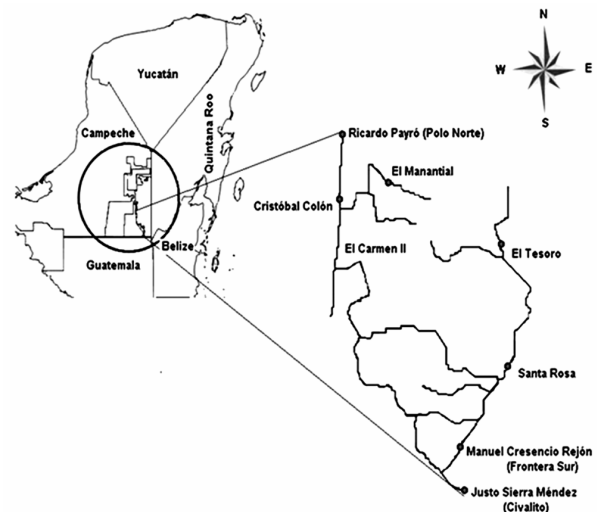 N
W E
S
Yucatán
Campeche
Quintana Roo
Belize
Guatemala
Ricardo Payró (Polo Norte)
El Manantial
Cristóbal Colón
El Carmen II
El Tesoro
Santa Rosa
Manuel Cresencio Rejón
(Frontera Sur)
Justo Sierra Méndez
(Civalito)